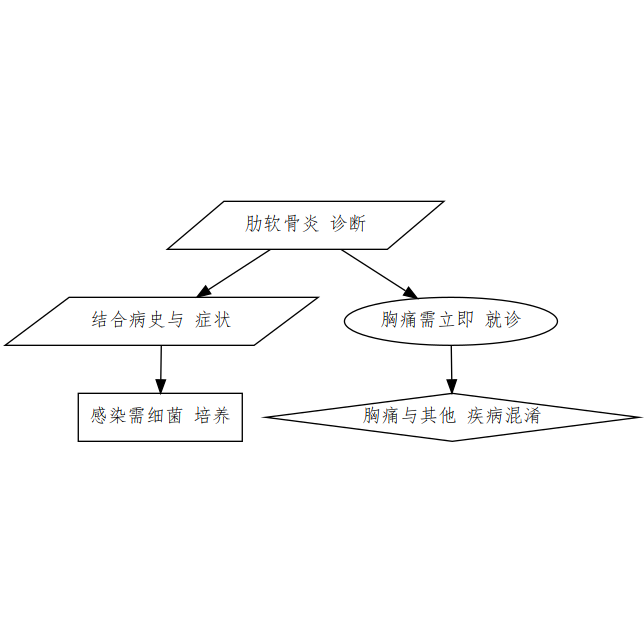 肋软骨炎 诊断
结合病史与 症状
胸痛需立即 就诊
感染需细菌 培养
胸痛与其他 疾病混淆